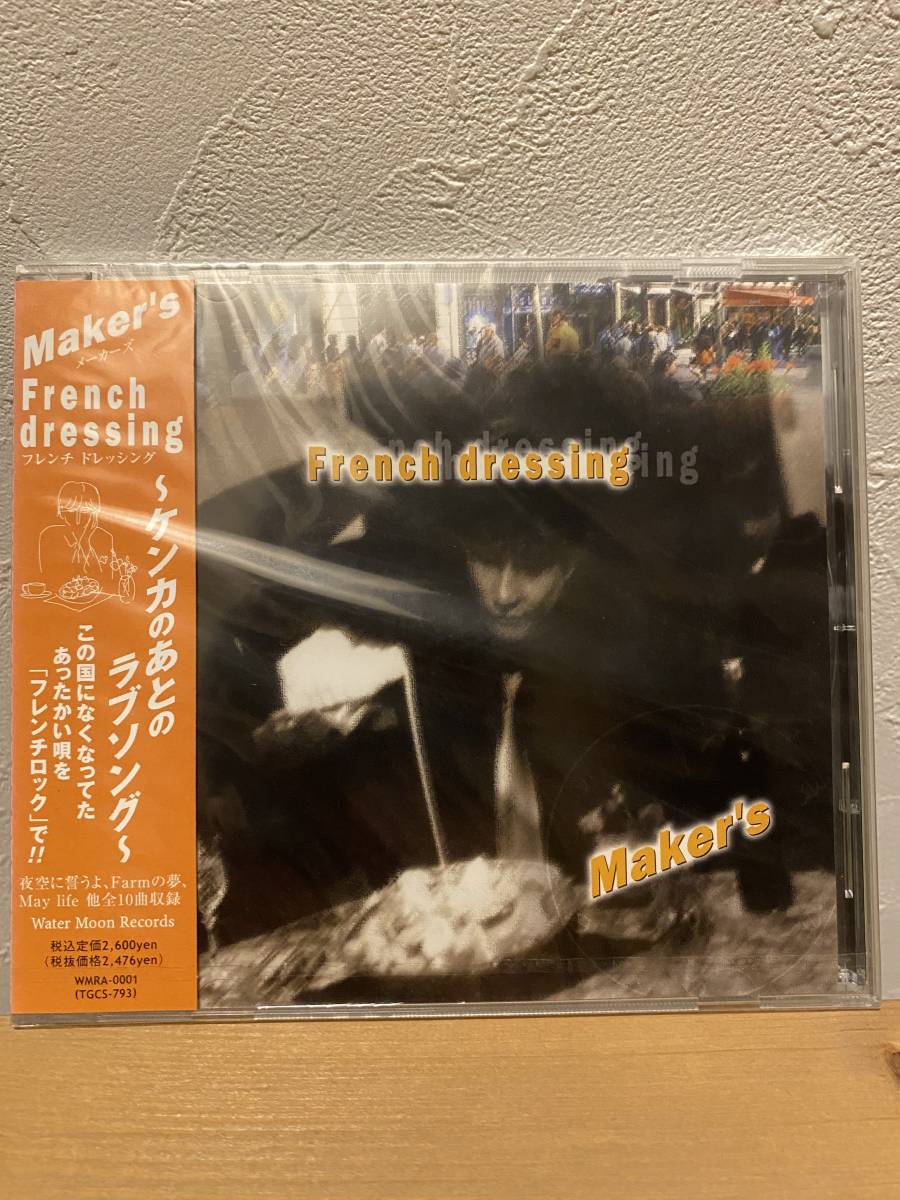 Maker's
メーカーズ
French
dressing
フレンチ ドレッシング
～ケンカのあとの
ラブソング～
この国になくなってた
あったかい唄を
「フレンチロック」で!!
夜空に誓うよ、Farmの夢、
May life 他全10曲収録
Water Moon Records
税込定価2,600yen
(税抜価格2,476yen)
WMRA-0001
(TGCS-793)
French dressing
French dressing
Maker's